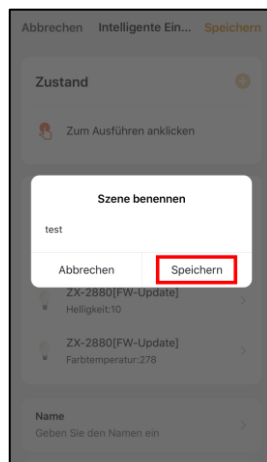 Abbrechen Intelligente Ein... Speichern
Zustand
Zum Ausführen anklicken
Szene benennen
test
Abbrechen Speichern
ZX-2880[FW-Update]
Helligkeit:10
ZX-2880[FW-Update]
Farbtemperatur:278
Name
Geben Sie den Namen ein